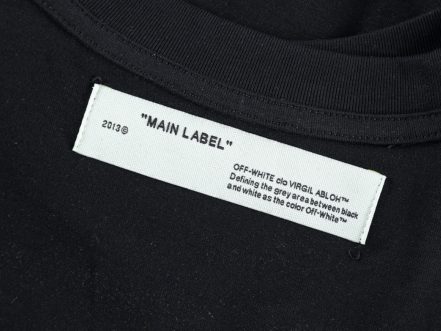 2013© "MAIN LABEL"
OFF-WHITE c/o VIRGIL ABLOH™
Defining the grey area between black
and white as the color Off-White™